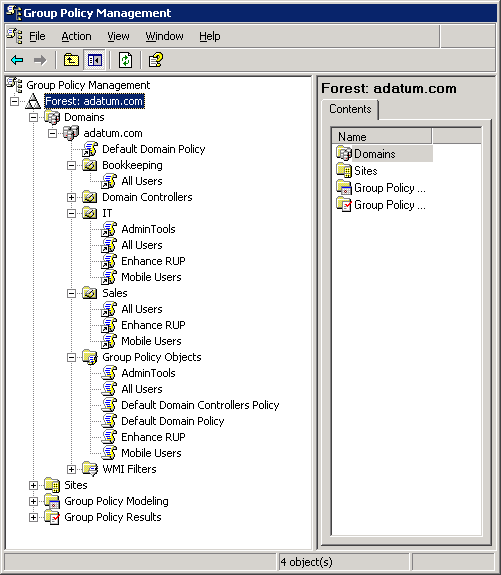 Group Policy Management
File Action View Window Help
Group Policy Management
Forest: adatum.com
Domains
adatum.com
Default Domain Policy
Bookkeeping
All Users
Domain Controllers
IT
AdminTools
All Users
Enhance RUP
Mobile Users
Sales
All Users
Enhance RUP
Mobile Users
Group Policy Objects
AdminTools
All Users
Default Domain Controllers Policy
Default Domain Policy
Enhance RUP
Mobile Users
WMI Filters
Sites
Group Policy Modeling
Group Policy Results
Forest: adatum.com
Contents
Name
Domains
Sites
Group Policy ...
Group Policy ...
4 object(s)